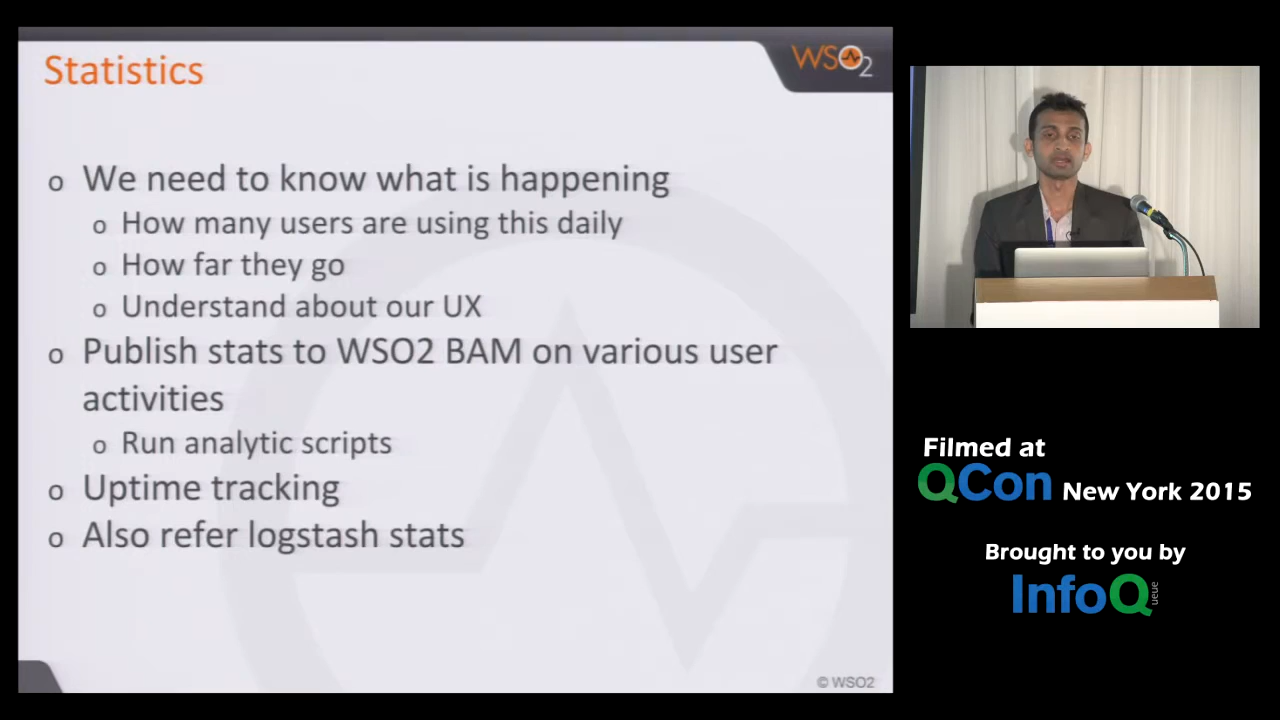 Statistics
WSO2
o We need to know what is happening
o How many users are using this daily
o How far they go
o Understand about our UX
o Publish stats to WSO2 BAM on various user
activities
o Run analytic scripts
o Uptime tracking
o Also refer logstash stats
© WSO2
Filmed at
QCon New York 2015
Brought to you by
InfoQ
ueue